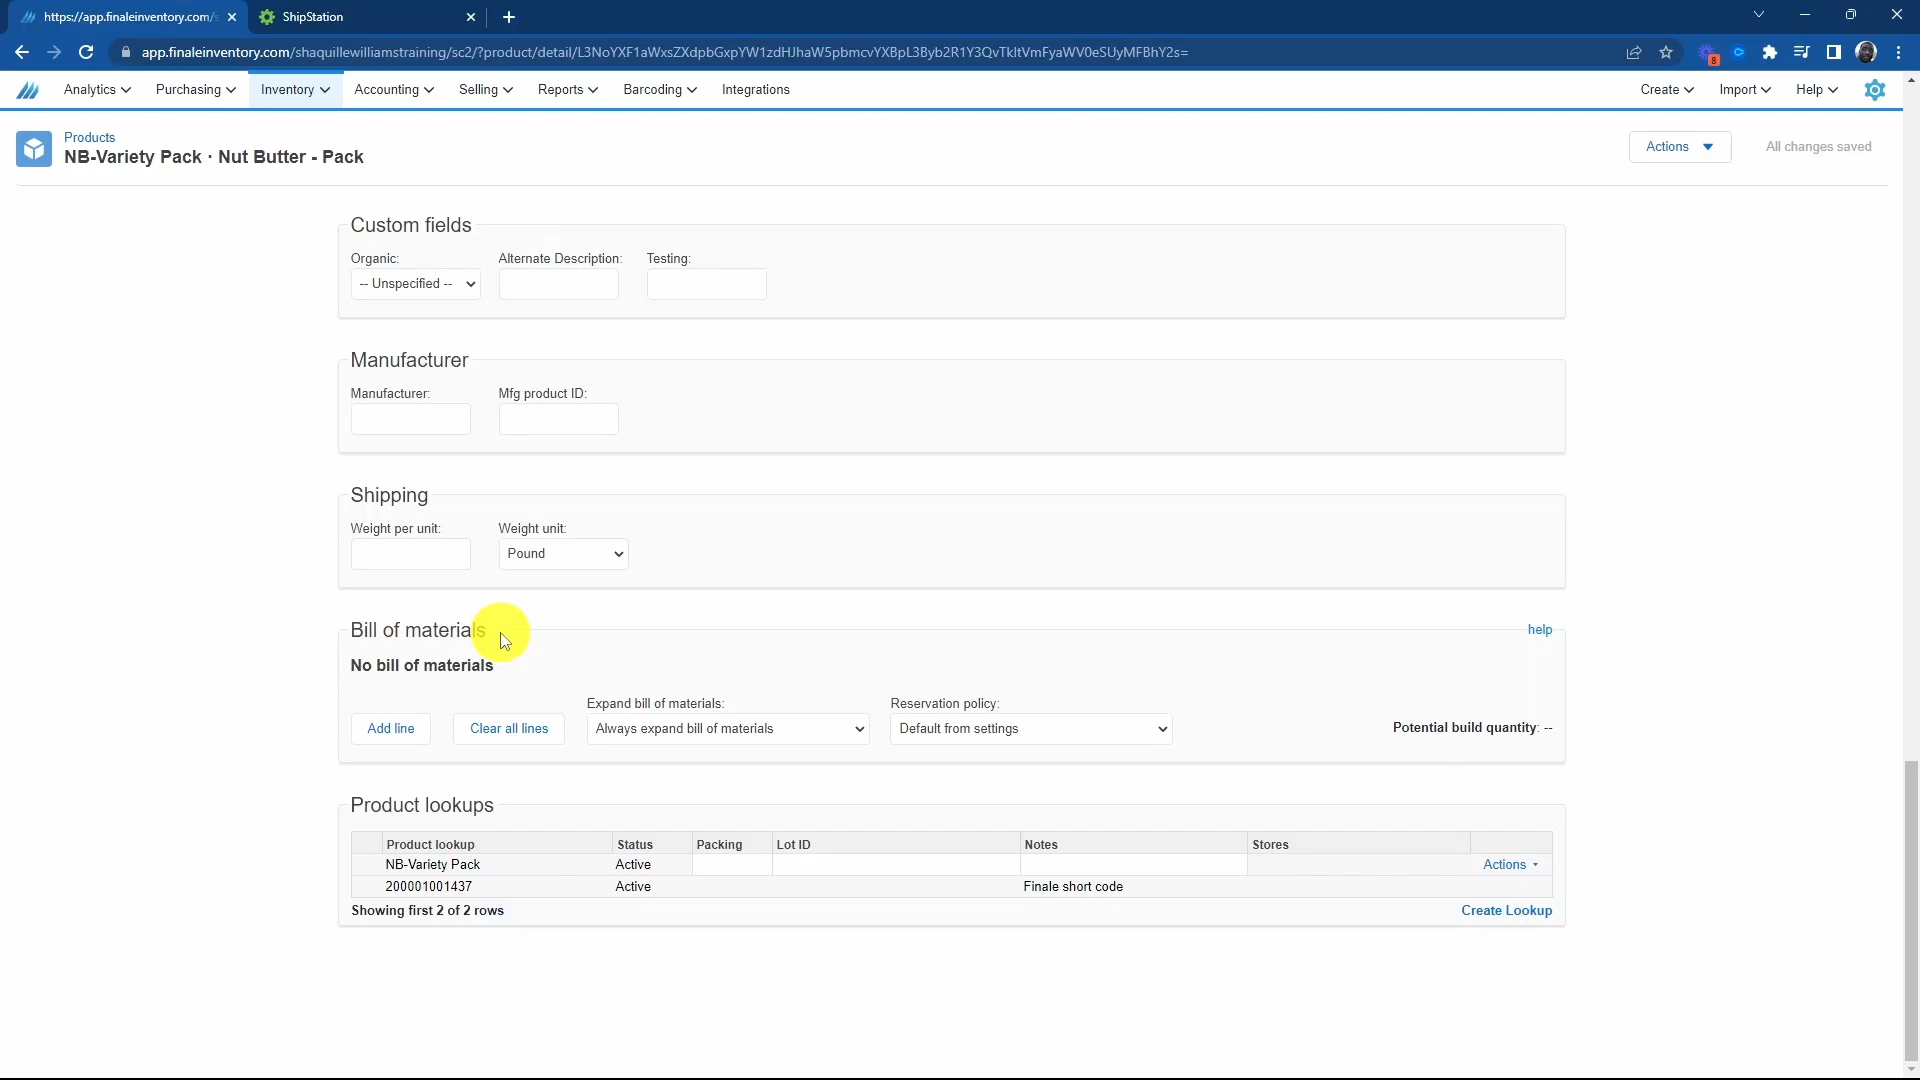 https://app.finaleinventory.com/s
ShipStation
app.finaleinventory.com/shaquillewilliamstraining/sc2/?product/detail/L3NoYXF1aWxsZXdpbGxpYW1zdHJhaW5pbmcvYXBpL3Byb2R1Y3QvTkItVmFyaWV0eSUyMFBhY2s=
8
Analytics
Purchasing
Inventory
Accounting
Selling
Reports
Barcoding
Integrations
Create
Import
Help
Products
NB-Variety Pack · Nut Butter - Pack
Actions
All changes saved
Custom fields
Organic: Alternate Description: Testing:
-- Unspecified --
Manufacturer
Manufacturer: Mfg product ID:
Shipping
Weight per unit: Weight unit:
Pound
Bill of materials
help
No bill of materials
Expand bill of materials: Reservation policy:
Add line Clear all lines Always expand bill of materials Default from settings Potential build quantity: --
Product lookups
Product lookup Status Packing Lot ID Notes Stores
NB-Variety Pack Active Actions
200001001437 Active Finale short code
Showing first 2 of 2 rows Create Lookup